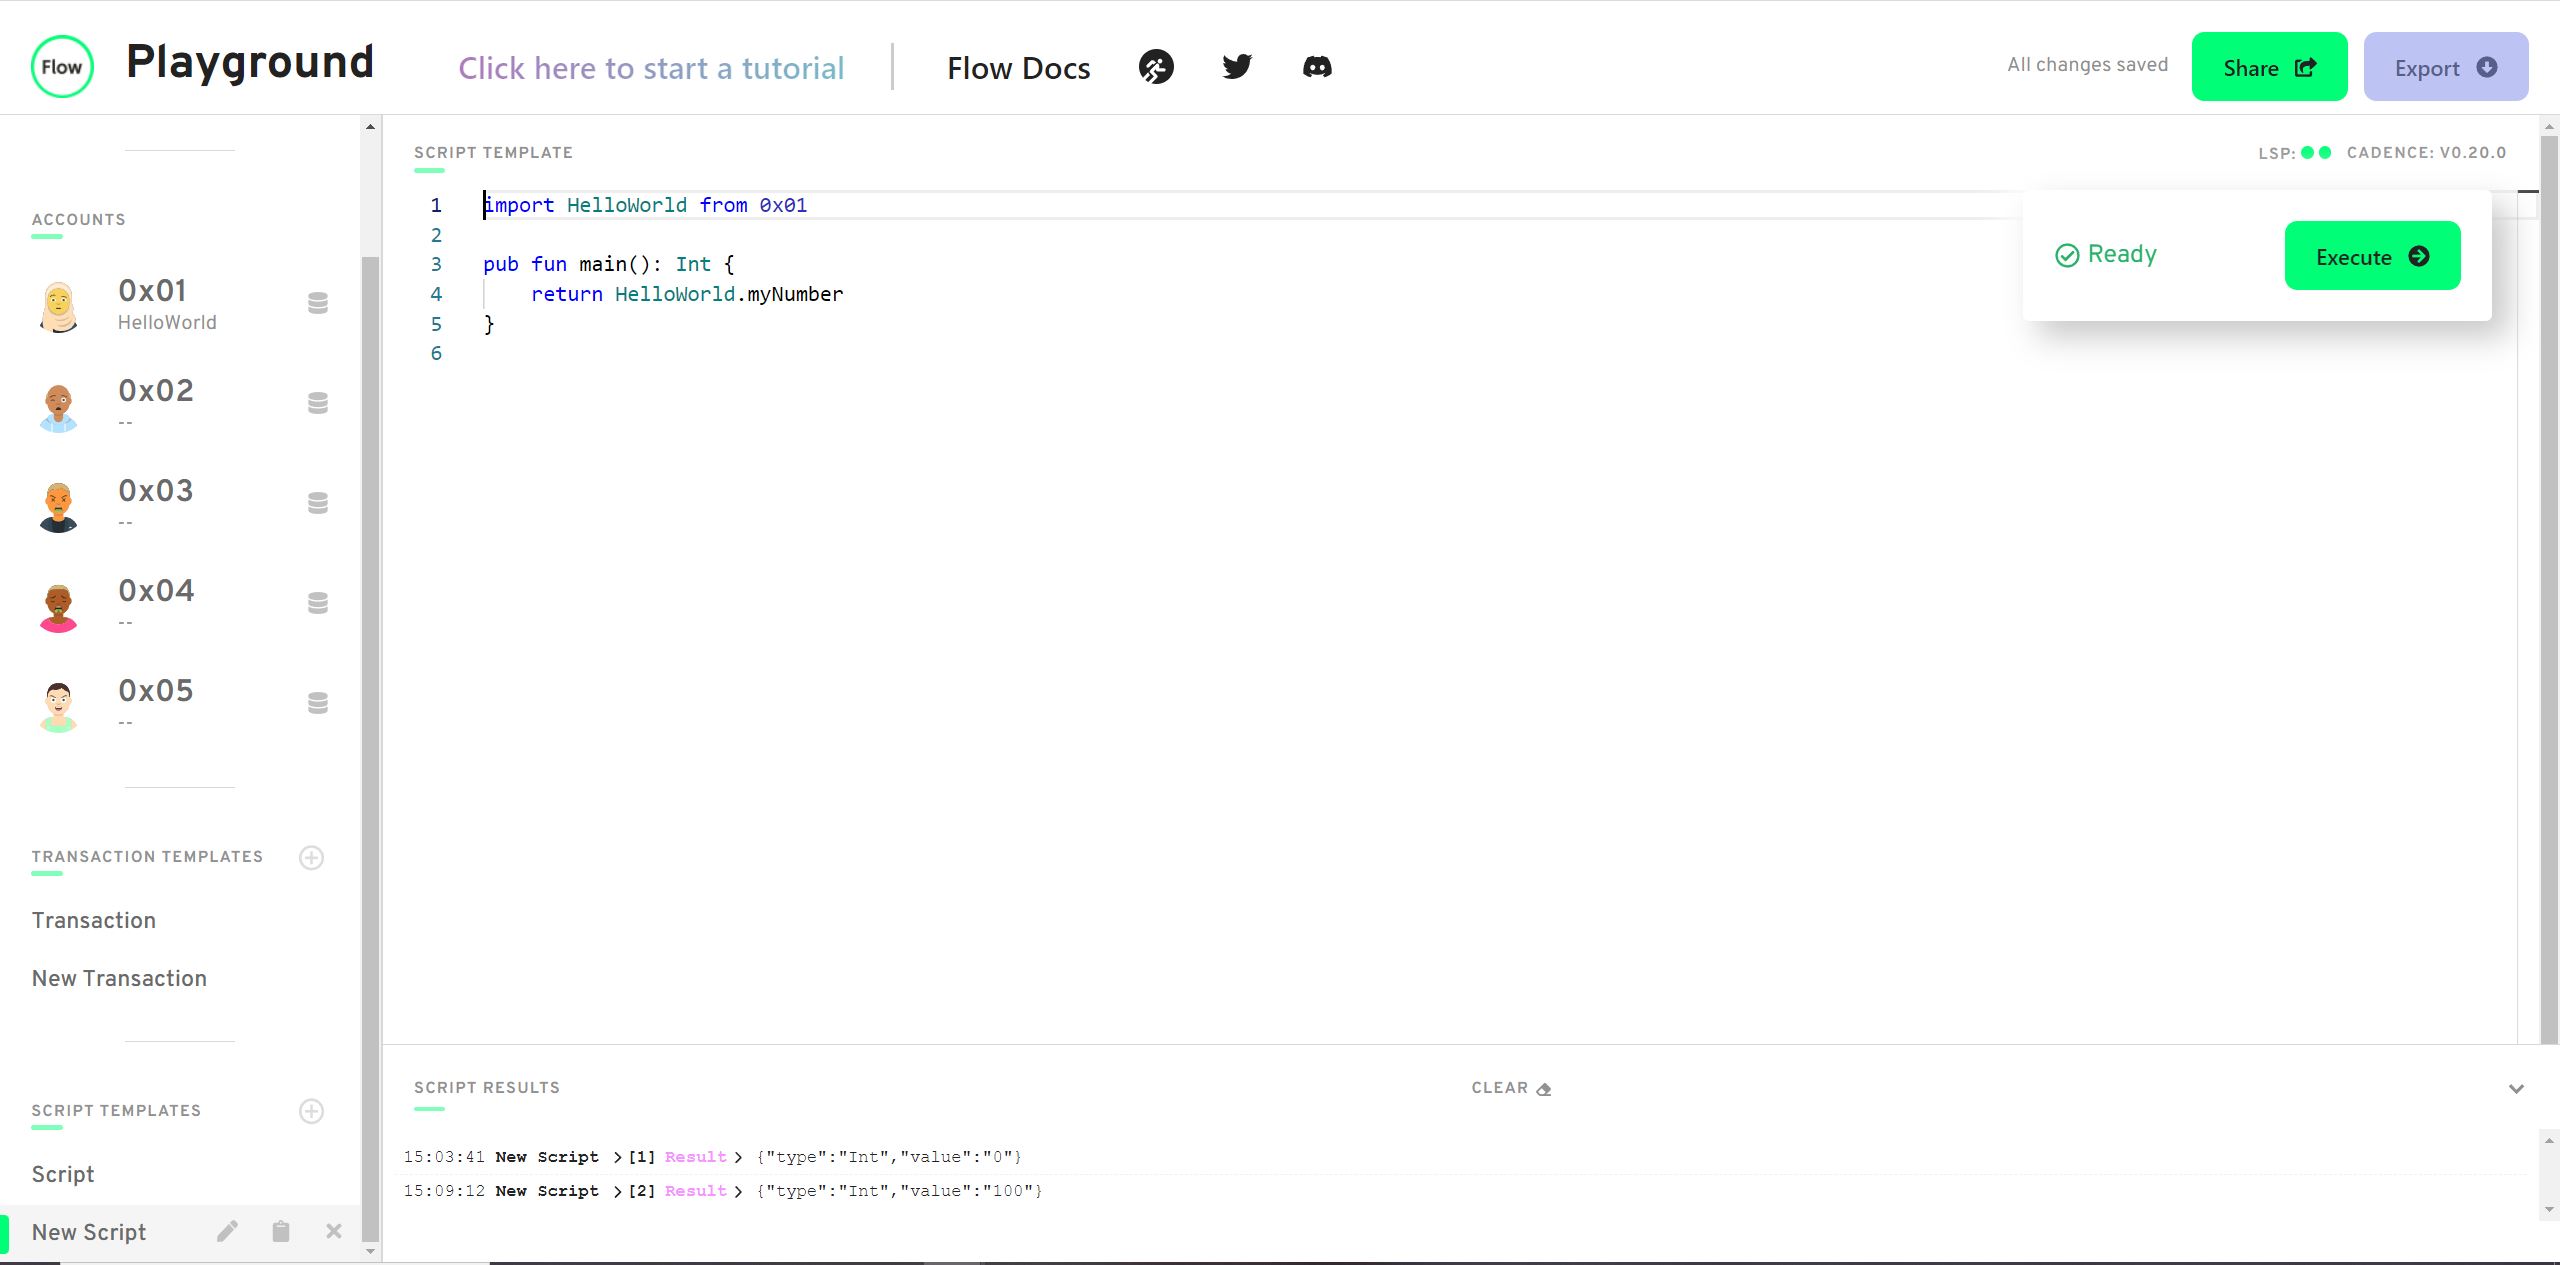 Flow Playground Click here to start a tutorial Flow Docs All changes saved Share Export
ACCOUNTS
0x01
HelloWorld
0x02
--
0x03
--
0x04
--
0x05
--
TRANSACTION TEMPLATES
Transaction
New Transaction
SCRIPT TEMPLATES
Script
New Script
SCRIPT TEMPLATE LSP: CADENCE: V0.20.0
1 import HelloWorld from 0x01
2
3 pub fun main(): Int {
4 return HelloWorld.myNumber
5 }
6
Ready Execute
SCRIPT RESULTS CLEAR
15:03:41 New Script >[1] Result > {"type":"Int","value":"0"}
15:09:12 New Script >[2] Result > {"type":"Int","value":"100"}